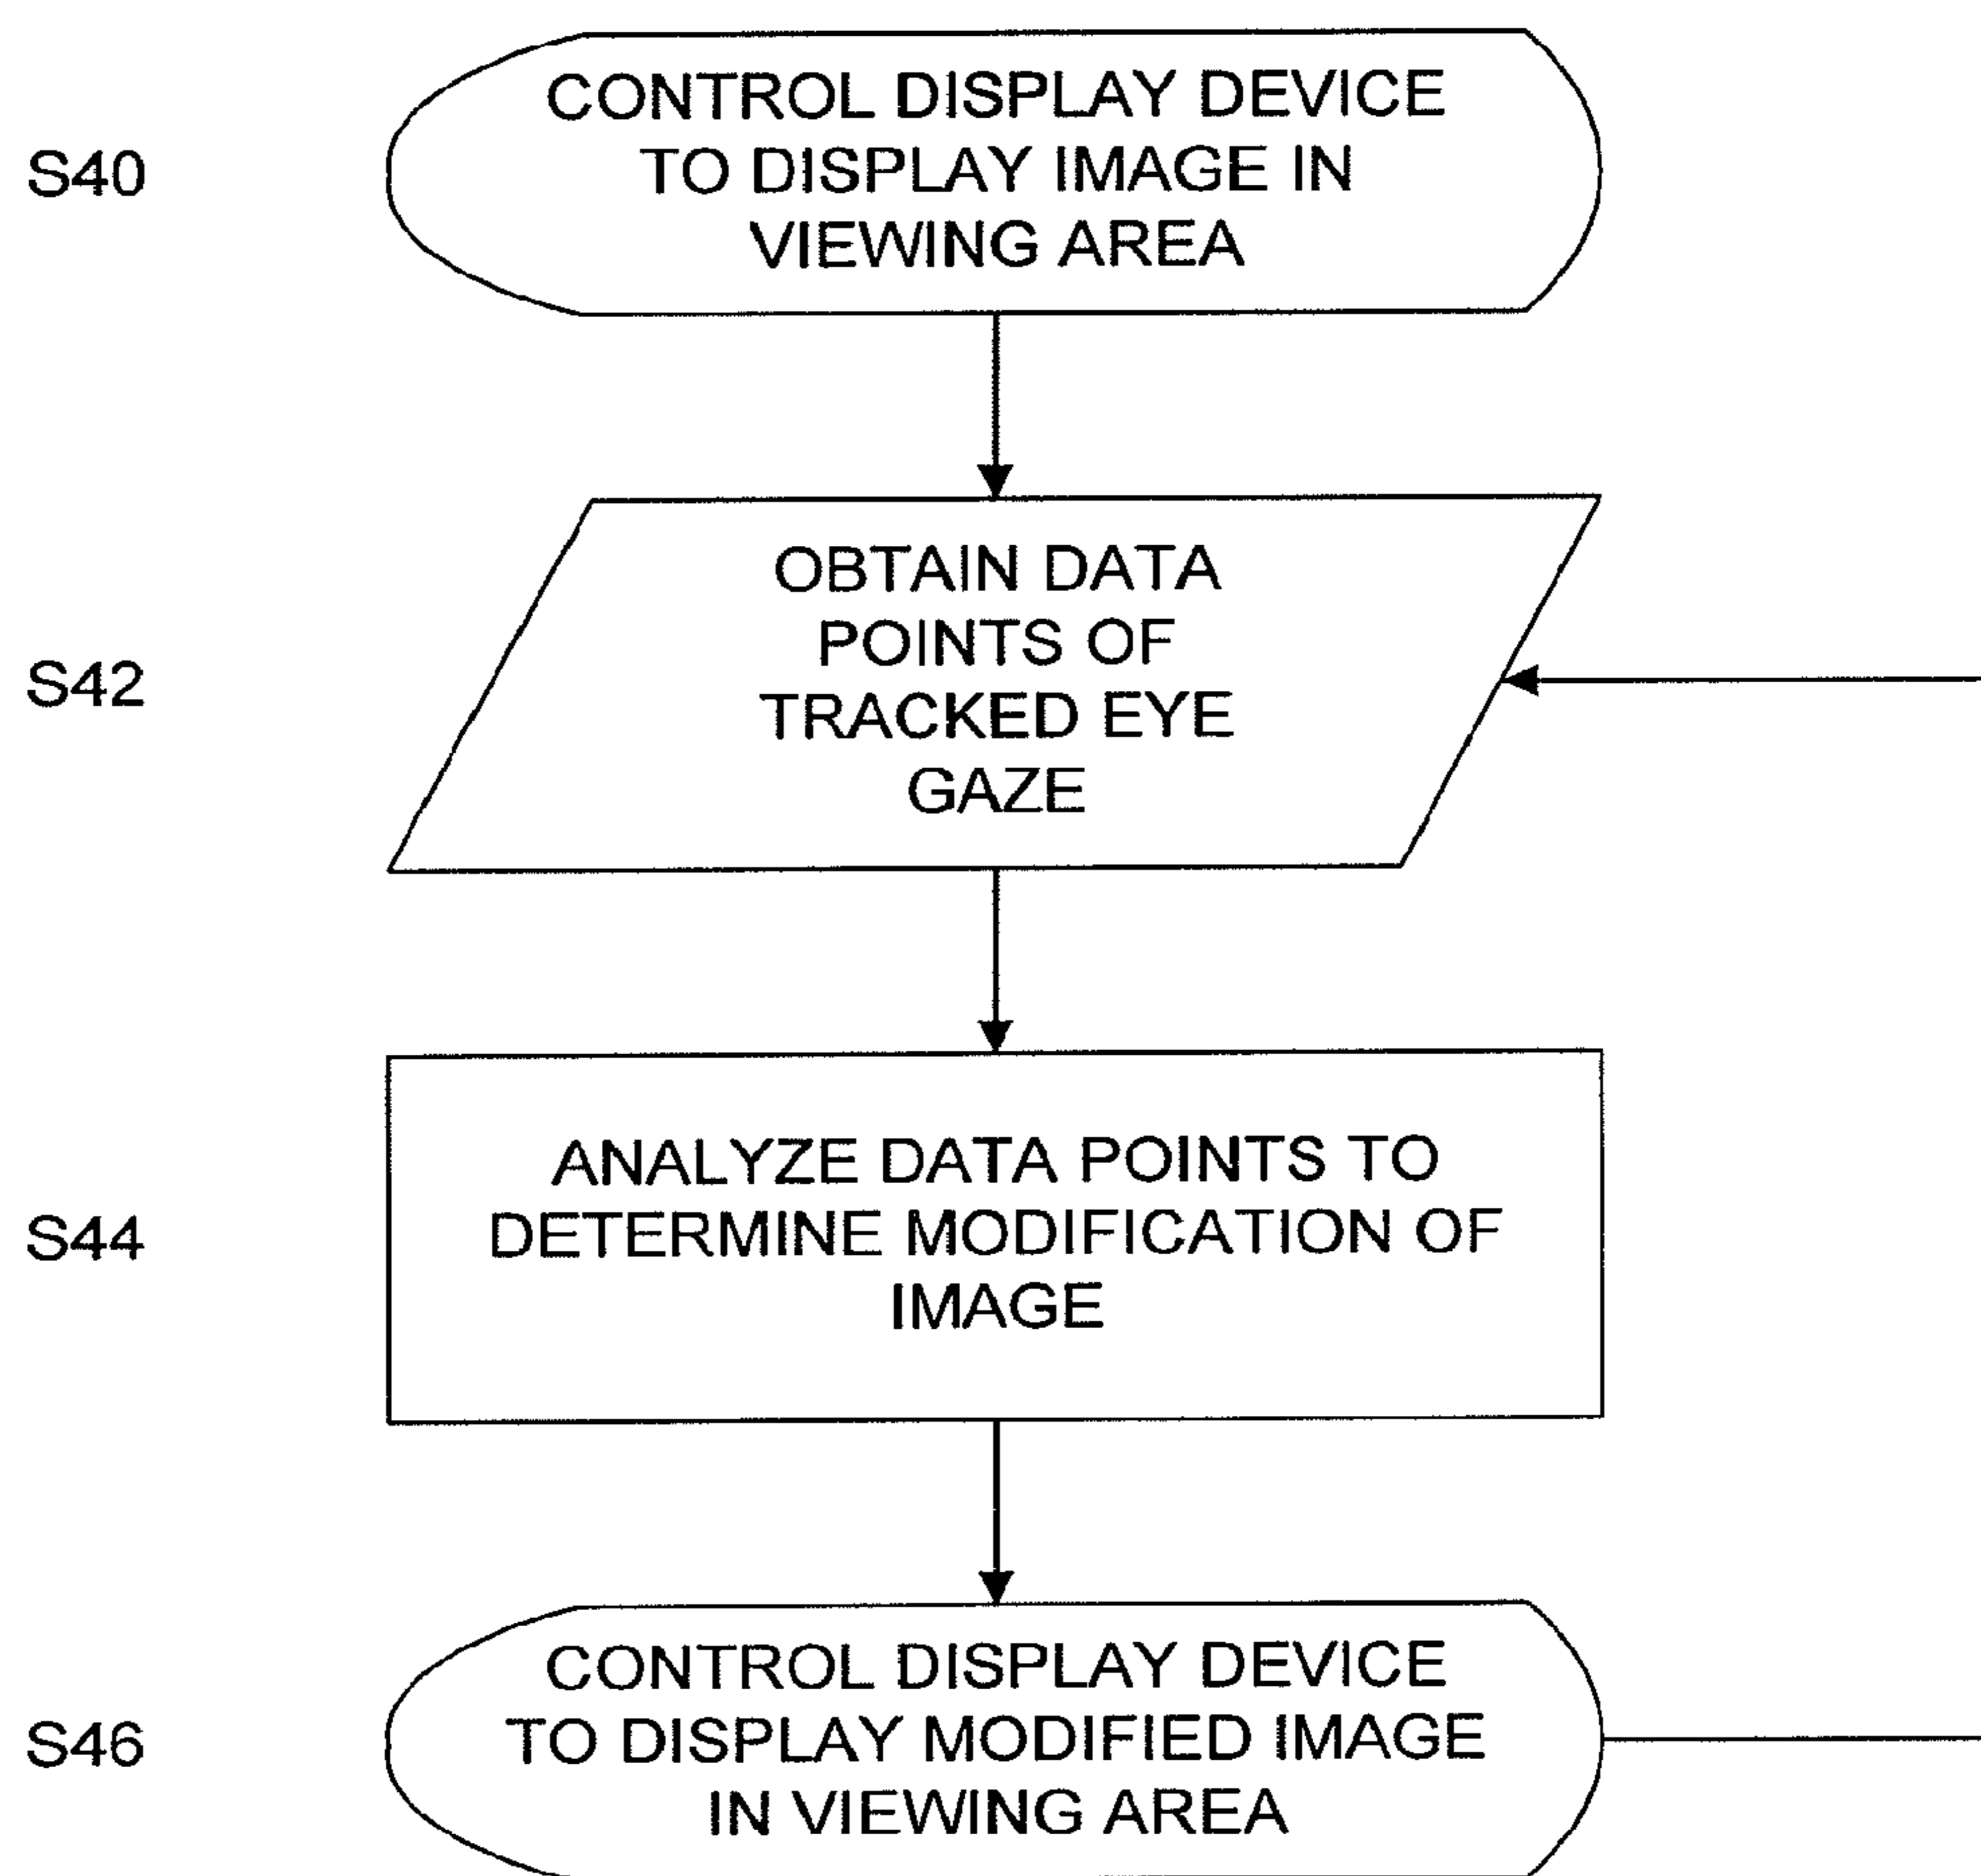 S40
CONTROL DISPLAY DEVICE
TO DISPLAY IMAGE IN
VIEWING AREA
S42
OBTAIN DATA
POINTS OF
TRACKED EYE
GAZE
S44
ANALYZE DATA POINTS TO
DETERMINE MODIFICATION OF
IMAGE
S46
CONTROL DISPLAY DEVICE
TO DISPLAY MODIFIED IMAGE
IN VIEWING AREA